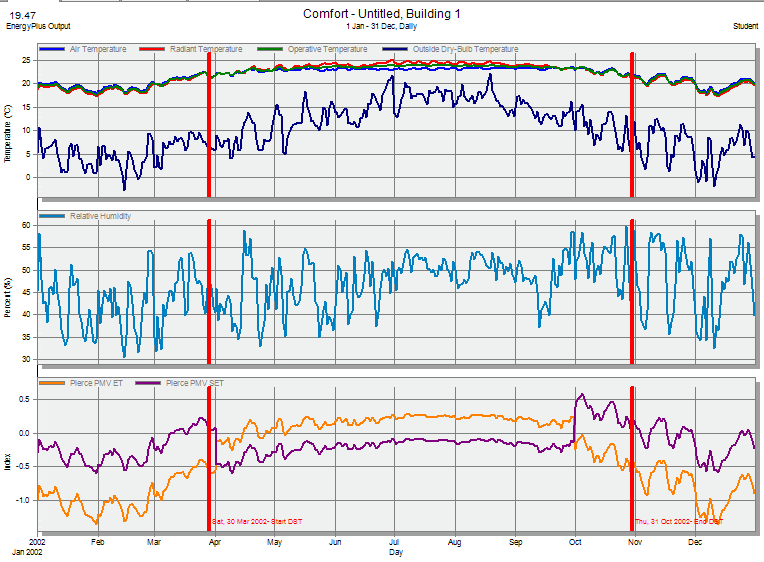 19.47
Comfort - Untitled, Building 1
EnergyPlus Output
1 Jan - 31 Dec, Daily
Student
Air Temperature
Radiant Temperature
Operative Temperature
Outside Dry-Bulb Temperature
Temperature (°C)
25
20
15
10
5
0
Relative Humidity
Percent (%)
60
55
50
45
40
35
30
Pierce PMV ET
Pierce PMV SET
Index
0.5
0.0
-0.5
-1.0
Sat, 30 Mar 2002- Start DST
Thu, 31 Oct 2002- End DST
2002 Feb Mar Apr May Jun Jul Aug Sep Oct Nov Dec
Jan 2002
Day